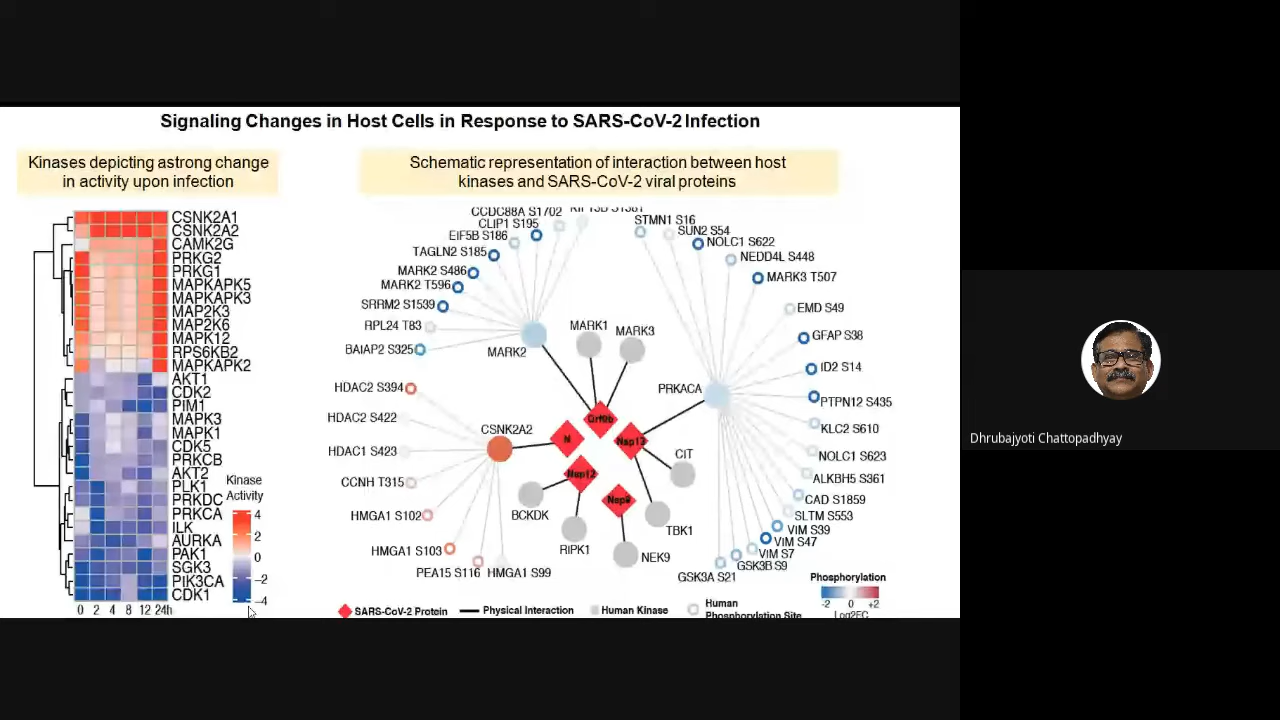 Signaling Changes in Host Cells in Response to SARS-CoV-2 Infection
Kinases depicting astrong change
in activity upon infection
Schematic representation of interaction between host
kinases and SARS-CoV-2 viral proteins
CSNK2A1
CSNK2A2
CAMK2G
PRKG2
PRKG1
MAPKAPK5
MAPKAPK3
MAP2K3
MAP2K6
MAPK12
RPS6KB2
MAPKAPK2
AKT1
CDK2
PIM1
MAPK3
MAPK1
CDK5
PRKCB
AKT2
PLK1
PRKDC
PRKCA
ILK
AURKA
PAK1
SGK3
PIK3CA
CDK1
0 2 4 8 12 24h
Kinase
Activity
4
2
0
−2
−4
CCDC88A S1702
CLIP1 S195
EIF5B S186
TAGLN2 S185
MARK2 S486
MARK2 T596
SRRM2 S1539
RPL24 T83
BAIAP2 S325
MARK2
MARK1
MARK3
HDAC2 S394
HDAC2 S422
HDAC1 S423
CCNH T315
HMGA1 S102
HMGA1 S103
PEA15 S116
HMGA1 S99
CSNK2A2
N
Orf9b
Nsp13
Nsp12
BCKDK
RIPK1
NEK9
TBK1
CIT
PRKACA
STMN1 S16
SUN2 S54
NOLC1 S622
NEDD4L S448
MARK3 T507
EMD S49
GFAP S38
ID2 S14
PTPN12 S435
KLC2 S610
NOLC1 S623
ALKBH5 S361
CAD S1859
SLTM S553
VIM S39
VIM S47
VIM S7
GSK3B S9
GSK3A S21
SARS-CoV-2 Protein
Physical Interaction
Human Kinase
Human
Phosphorylation Site
Phosphorylation
-2 0 +2
Log2FC
Dhrubajyoti Chattopadhyay